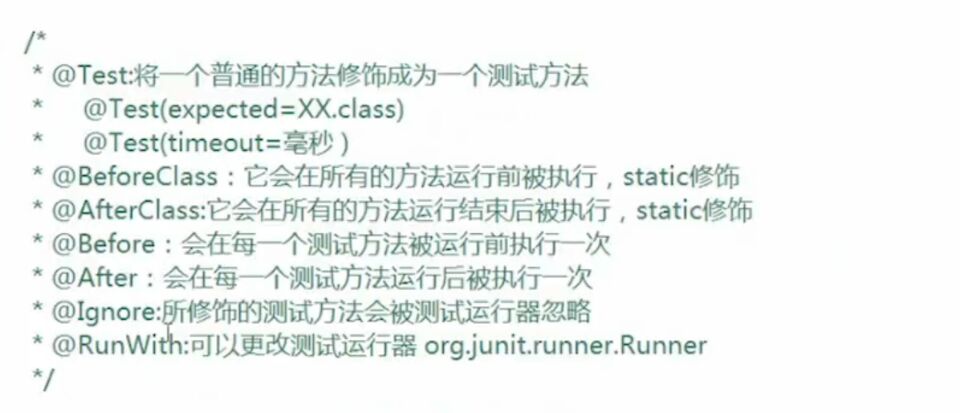 /*
* @Test:将一个普通的方法修饰成为一个测试方法
* @Test(expected=XX.class)
* @Test(timeout=毫秒 )
* @BeforeClass：它会在所有的方法运行前被执行，static修饰
* @AfterClass:它会在所有的方法运行结束后被执行，static修饰
* @Before：会在每一个测试方法被运行前执行一次
* @After：会在每一个测试方法运行后被执行一次
* @Ignore:所修饰的测试方法会被测试运行器忽略
* @RunWith:可以更改测试运行器 org.junit.runner.Runner
*/